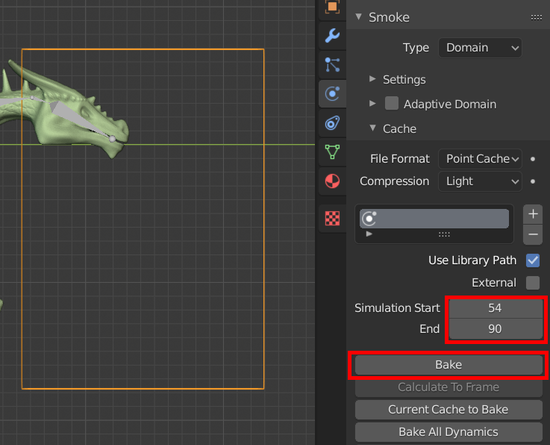 Smoke
Type Domain
Settings
Adaptive Domain
Cache
File Format Point Cache
Compression Light
Use Library Path
External
Simulation Start 54
End 90
Bake
Calculate To Frame
Current Cache to Bake
Bake All Dynamics